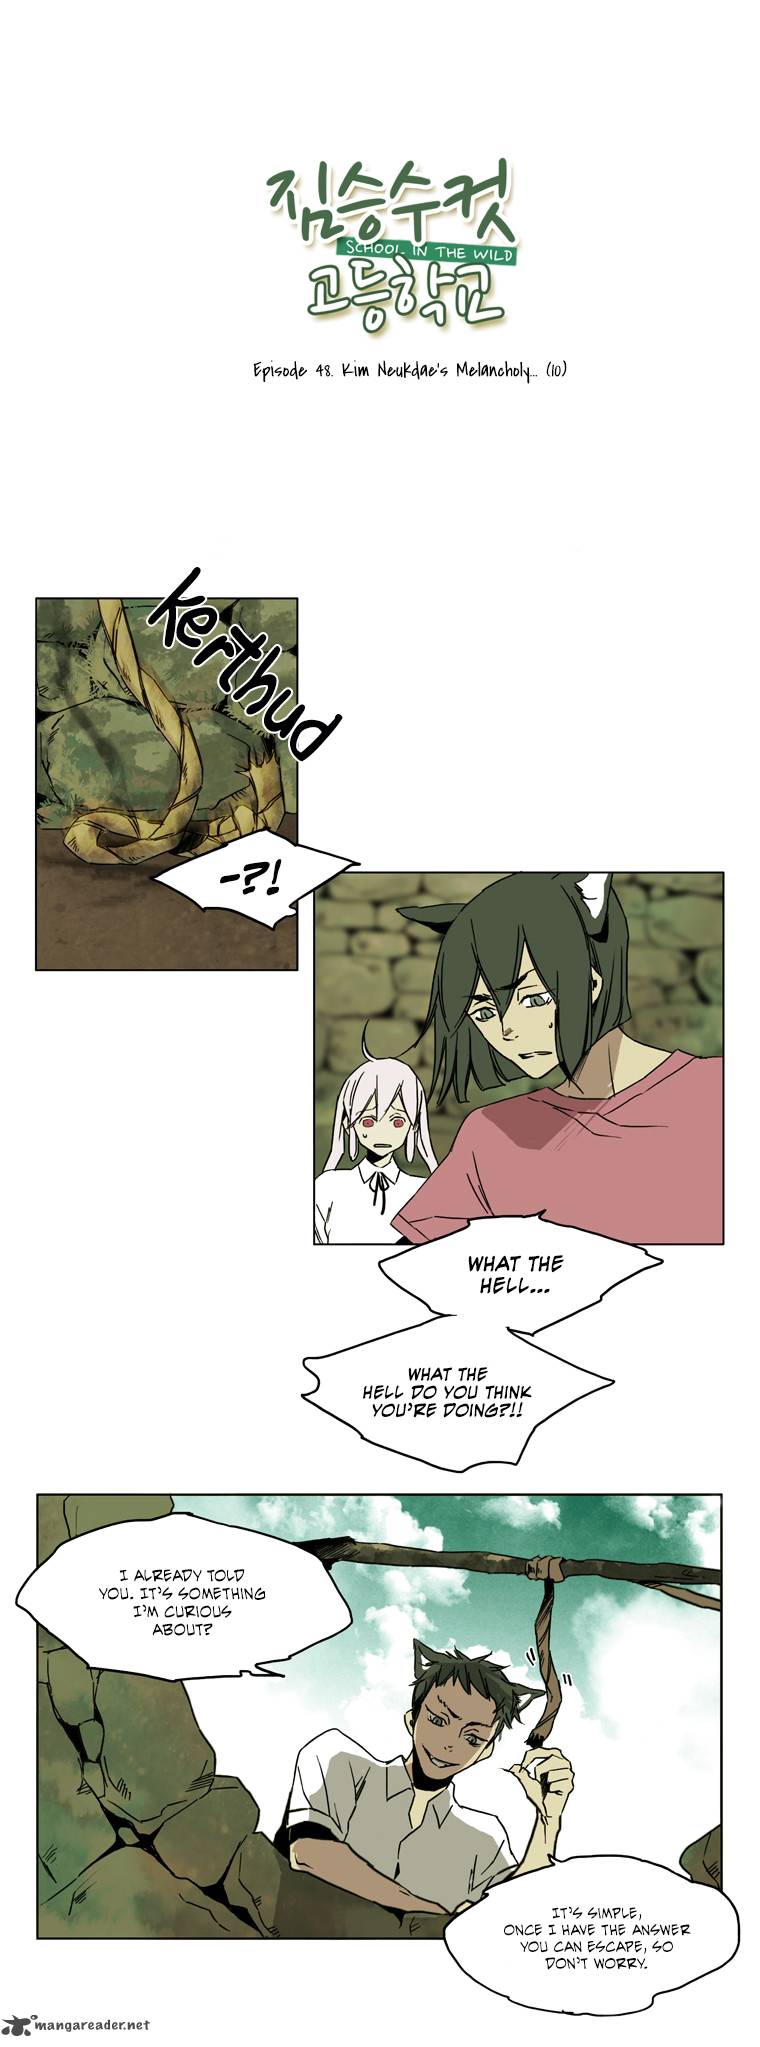 짐승수컷
SCHOOL IN THE WILD
고등학교
Episode 48. Kim Neukdae's Melancholy... (10)
Kerthud
-?!
WHAT THE
HELL...
WHAT THE
HELL DO YOU THINK
YOU'RE DOING?!!
I ALREADY TOLD
YOU. IT'S SOMETHING
I'M CURIOUS
ABOUT?
IT'S SIMPLE,
ONCE I HAVE THE ANSWER
YOU CAN ESCAPE, SO
DON'T WORRY.
mangareader.net